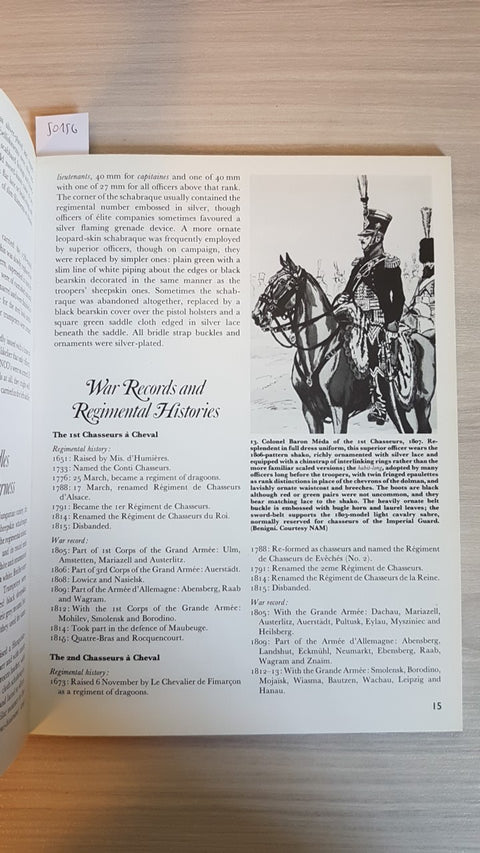 50156
lieutenants, 40 mm for capitaines and one of 40 mm
with one of 27 mm for all officers above that rank.
The corner of the schabraque usually contained the
regimental number embossed in silver, though
officers of élite companies sometimes favoured a
silver flaming grenade device. A more ornate
leopard-skin schabraque was frequently employed
by superior officers, though on campaign, they
were replaced by simpler ones: plain green with a
slim line of white piping about the edges or black
bearskin decorated in the same manner as the
troopers' sheepskin ones. Sometimes the schab-
raque was abandoned altogether, replaced by a
black bearskin cover over the pistol holsters and a
square green saddle cloth edged in silver lace
beneath the saddle. All bridle strap buckles and
ornaments were silver-plated.
War Records and
Regimental Histories
The 1st Chasseurs à Cheval
Regimental history:
1651: Raised by Mis. d'Humières.
1733: Named the Conti Chasseurs.
1776: 25 March, became a regiment of dragoons.
1788: 17 March, renamed Régiment de Chasseurs
d'Alsace.
1791: Became the 1er Régiment de Chasseurs.
1814: Renamed the Régiment de Chasseurs du Roi.
1815: Disbanded.
War record:
1805: Part of 1st Corps of the Grand Armée: Ulm,
Amstetten, Mariazell and Austerlitz.
1806: Part of 3rd Corps of the Grand Armée: Auerstädt.
1808: Lowicz and Nasielsk.
1809: Part of the Armée d'Allemagne: Abensberg, Raab
and Wagram.
1812: With the 1st Corps of the Grand Armée:
Mohilev, Smolensk and Borodino.
1814: Took part in the defence of Maubeuge.
1815: Quatre-Bras and Rocquencourt.
The 2nd Chasseurs à Cheval
Regimental history:
1673: Raised 6 November by Le Chevalier de Fimarçon
as a regiment of dragoons.
13. Colonel Baron Méda of the 1st Chasseurs, 1807. Re-
splendent in full dress uniform, this superior officer wears the
1806-pattern shako, richly ornamented with silver lace and
equipped with a chinstrap of interlinking rings rather than the
more familiar scaled versions; the habit-long, adopted by many
officers long before the troopers, with twin fringed epaulettes
as rank distinctions in place of the chevrons of the dolman, and
lavishly ornate waistcoat and breeches. The boots are black
although red or green pairs were not uncommon, and they
bear matching lace to the shako. The heavily ornate belt
buckle is embossed with bugle horn and laurel leaves; the
sword-belt supports the 1803-model light cavalry sabre,
normally reserved for chasseurs of the Imperial Guard.
(Benigni. Courtesy NAM)
1788: Re-formed as chasseurs and named the Régiment
de Chasseurs de Evêchés (No. 2).
1791: Renamed the 2eme Régiment de Chasseurs.
1814: Renamed Régiment de Chasseurs de la Reine.
1815: Disbanded.
War record:
1805: With the Grande Armée: Dachau, Mariazell,
Austerlitz, Auerstädt, Pultusk, Eylau, Mysziniec and
Heilsberg.
1809: Part of the Armée d'Allemagne: Abensberg,
Landshut, Eckmühl, Neumarkt, Ebensberg, Raab,
Wagram and Znaim.
1812–13: With the Grande Armée: Smolensk, Borodino,
Mojaisk, Wiasma, Bautzen, Wachau, Leipzig and
Hanau.
15